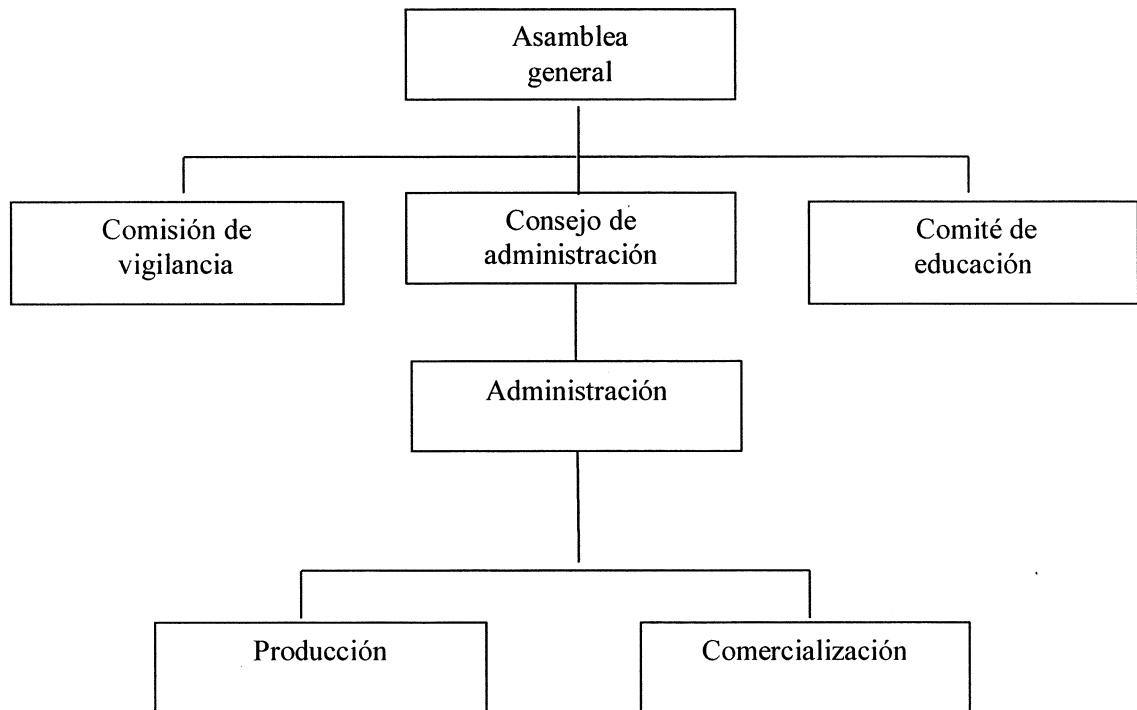 Asamblea
general
Comisión de
vigilancia
Consejo de
administración
Comité de
educación
Administración
Producción
Comercialización